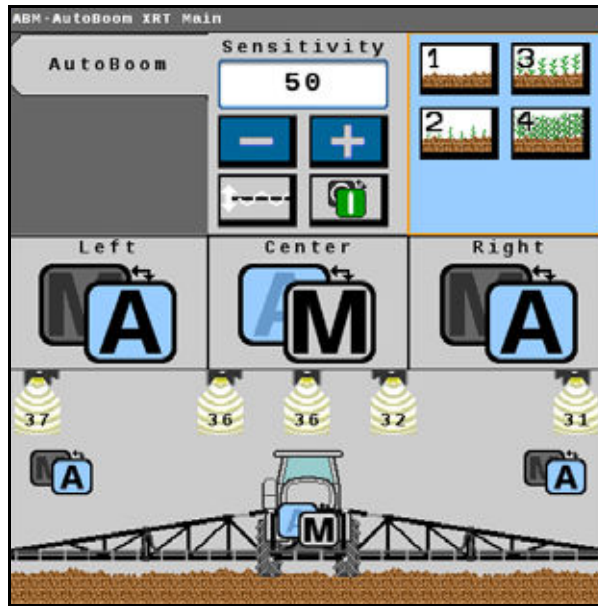 ABM-AutoBoom XRT Main
AutoBoom
Sensitivity
50
1
3
2
4
Left
Center
Right
M A
A M
M A
37
36
36
32
31
M A
M A
A M